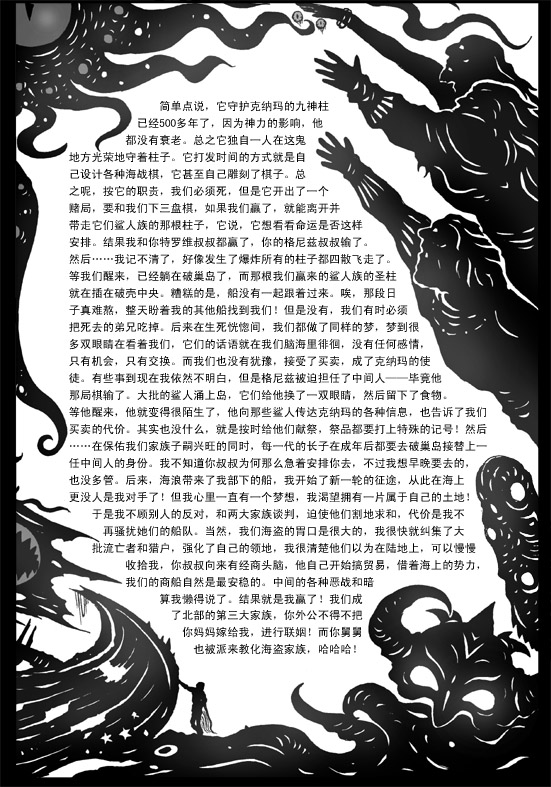 简单点说，它守护克纳玛的九神柱
已经500多年了，因为神力的影响，他
都没有衰老。总之它独自一人在这鬼
地方光荣地守着柱子。它打发时间的方式就是自
己设计各种海战棋，它甚至自己雕刻了棋子。总
之呢，按它的职责，我们必须死，但是它开出了一个
赌局，要和我们下三盘棋，如果我们赢了，就能离开并
带走它们鲨人族的那根柱子，它说，它想看看命运是否这样
安排。结果我和你特罗维叔叔都赢了，你的格尼兹叔叔输了。
然后……我记不清了，好像发生了爆炸所有的柱子都四散飞走了。
等我们醒来，已经躺在破巢岛了，而那根我们赢来的鲨人族的圣柱
就在插在破壳中央。糟糕的是，船没有一起跟着过来。唉，那段日
子真难熬，整天盼着我的其他船找到我们！但是没有，我们有时必须
把死去的弟兄吃掉。后来在生死恍惚间，我们都做了同样的梦，梦到很
多双眼睛在看着我们，它们的话语就在我们脑海里徘徊，没有任何感情，
只有机会，只有交换。而我们也没有犹豫，接受了买卖，成了克纳玛的使
徒。有些事到现在我依然不明白，但是格尼兹被迫担任了中间人——毕竟他
那局棋输了。大批的鲨人涌上岛，它们给他换了一双眼睛，然后留下了食物。
等他醒来，他就变得很陌生了，他向那些鲨人传达克纳玛的各种信息，也告诉了我们
买卖的代价。其实也没什么，就是按时给他们献祭，祭品都要打上特殊的记号！然后
……在保佑我们家族子嗣兴旺的同时，每一代的长子在成年后都要去破巢岛接替上一
任中间人的身份。我不知道你叔叔为何那么急着安排你去，不过我想早晚要去的，
也没多管。后来，海浪带来了我部下的船，我开始了新一轮的征途，从此在海上
更没人是我对手了！但我心里一直有一个梦想，我渴望拥有一片属于自己的土地！
于是我不顾别人的反对，和两大家族谈判，迫使他们割地求和，代价是我不
再骚扰她们的船队。当然，我们海盗的胃口是很大的，我很快就纠集了大
批流亡者和猎户，强化了自己的领地，我很清楚他们以为在陆地上，可以慢慢
收拾我，你叔叔向来有经商头脑，他自己开始搞贸易，借着海上的势力，
我们的商船自然是最安稳的。中间的各种恶战和暗
算我懒得说了。结果就是我赢了！我们成
了北部的第三大家族，你外公不得不把
你妈妈嫁给我，进行联姻！而你舅舅
也被派来教化海盗家族，哈哈哈！